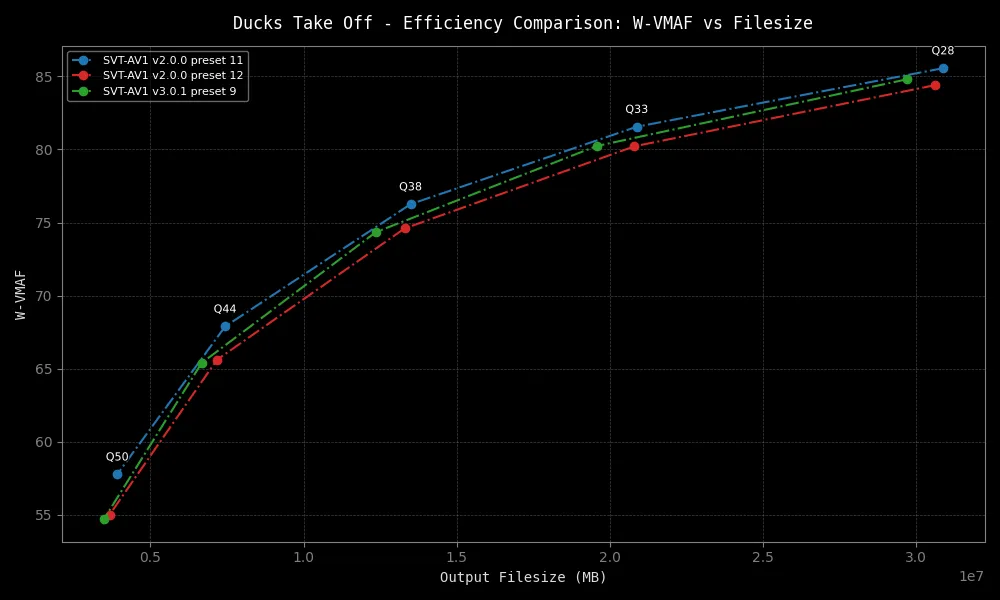 Ducks Take Off - Efficiency Comparison: W-VMAF vs Filesize
SVT-AV1 v2.0.0 preset 11
SVT-AV1 v2.0.0 preset 12
SVT-AV1 v3.0.1 preset 9
Q28
Q33
Q38
Q44
Q50
85
80
75
70
65
60
55
W-VMAF
0.5
1.0
1.5
2.0
2.5
3.0
1e7
Output Filesize (MB)